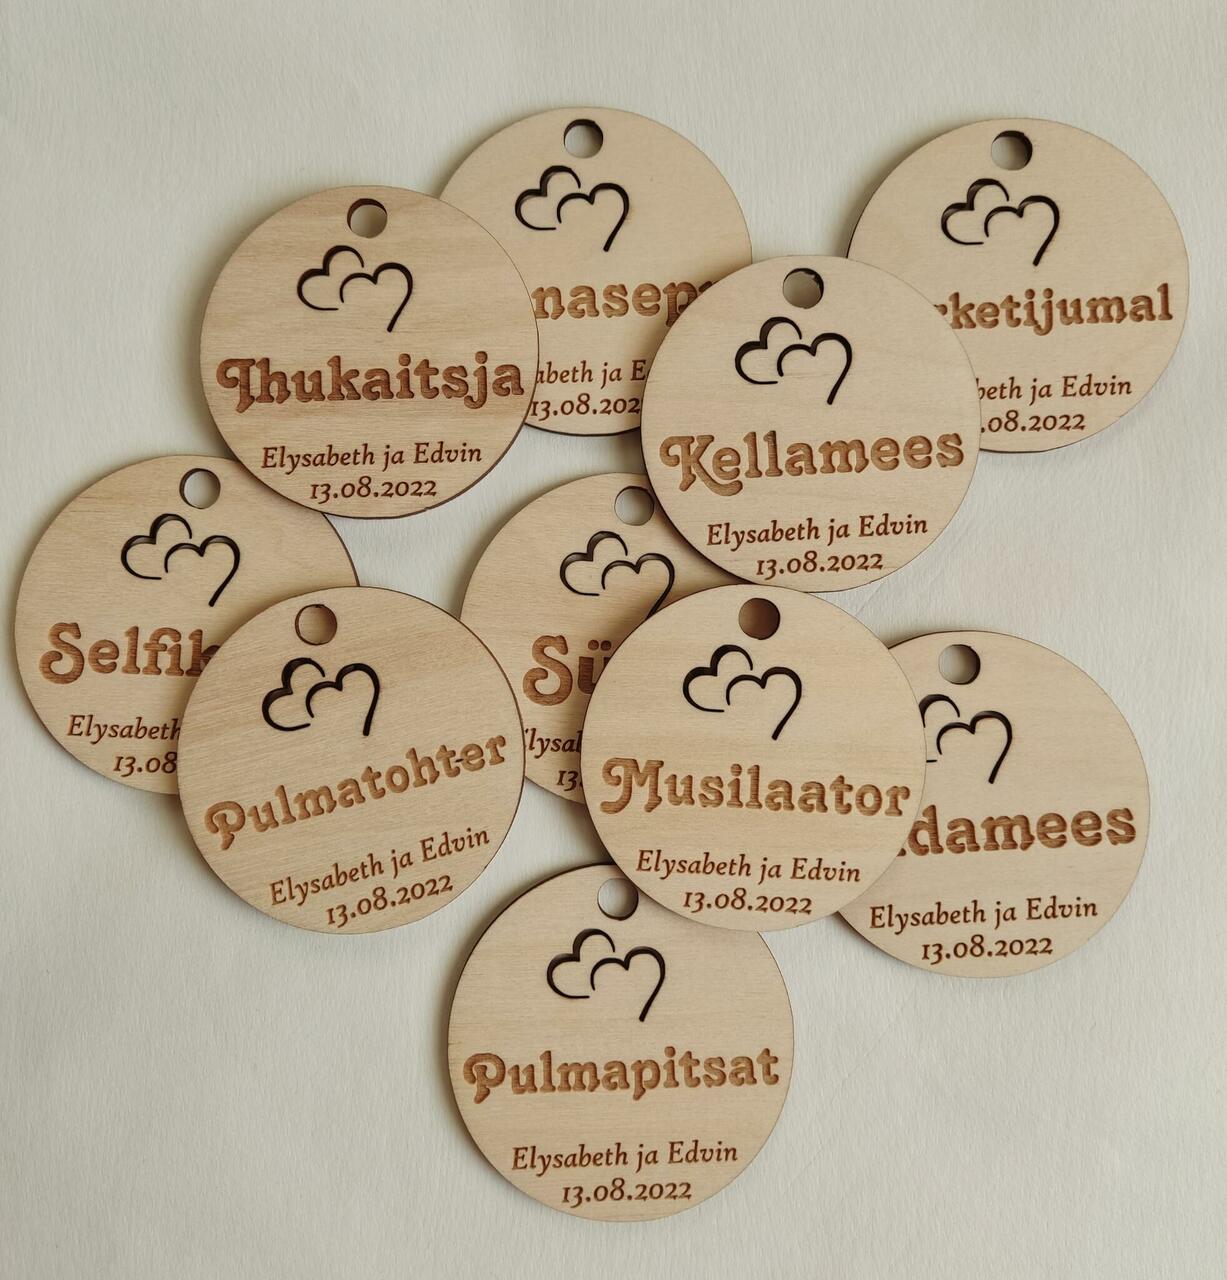 Ihukaitsja
Elysabeth ja Edvin
13.08.2022
Kellamees
Elysabeth ja Edvin
13.08.2022
Edvin
Elysabeth
Pulmatohter
Elysabeth ja Edvin
13.08.2022
Musilaator
Elysabeth ja Edvin
13.08.2022
Elysabeth ja Edvin
13.08.2022
Pulmapitsat
Elysabeth ja Edvin
13.08.2022